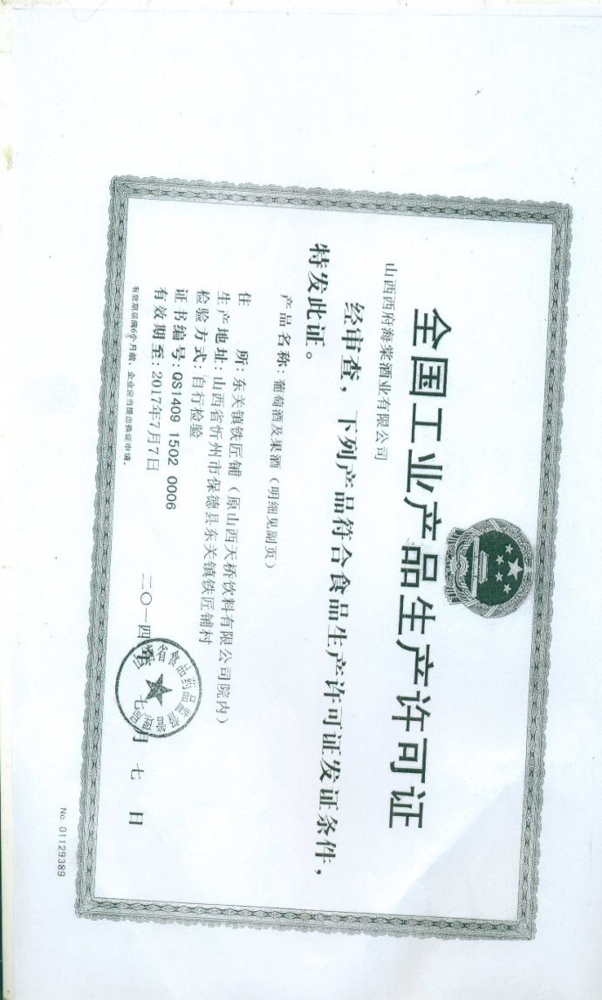 全国工业产品生产许可证
山西西府海棠酒业有限公司
经审查，下列产品符合食品生产许可证发证条件，
特发此证。
产品名称：葡萄酒及果酒（明细见副页）
住　所：东关镇铁匠铺（原山西天桥饮料有限公司院内）
生产地址：山西省忻州市保德县东关镇铁匠铺村
检验方式：自行检验
证书编号：QS1409 1502 0006
有效期至：2017年7月7日
二〇一四年 七月 七 日
省食品药品监督管理局
有效期届满6个月前，企业应当提出换证申请。
No 01129389